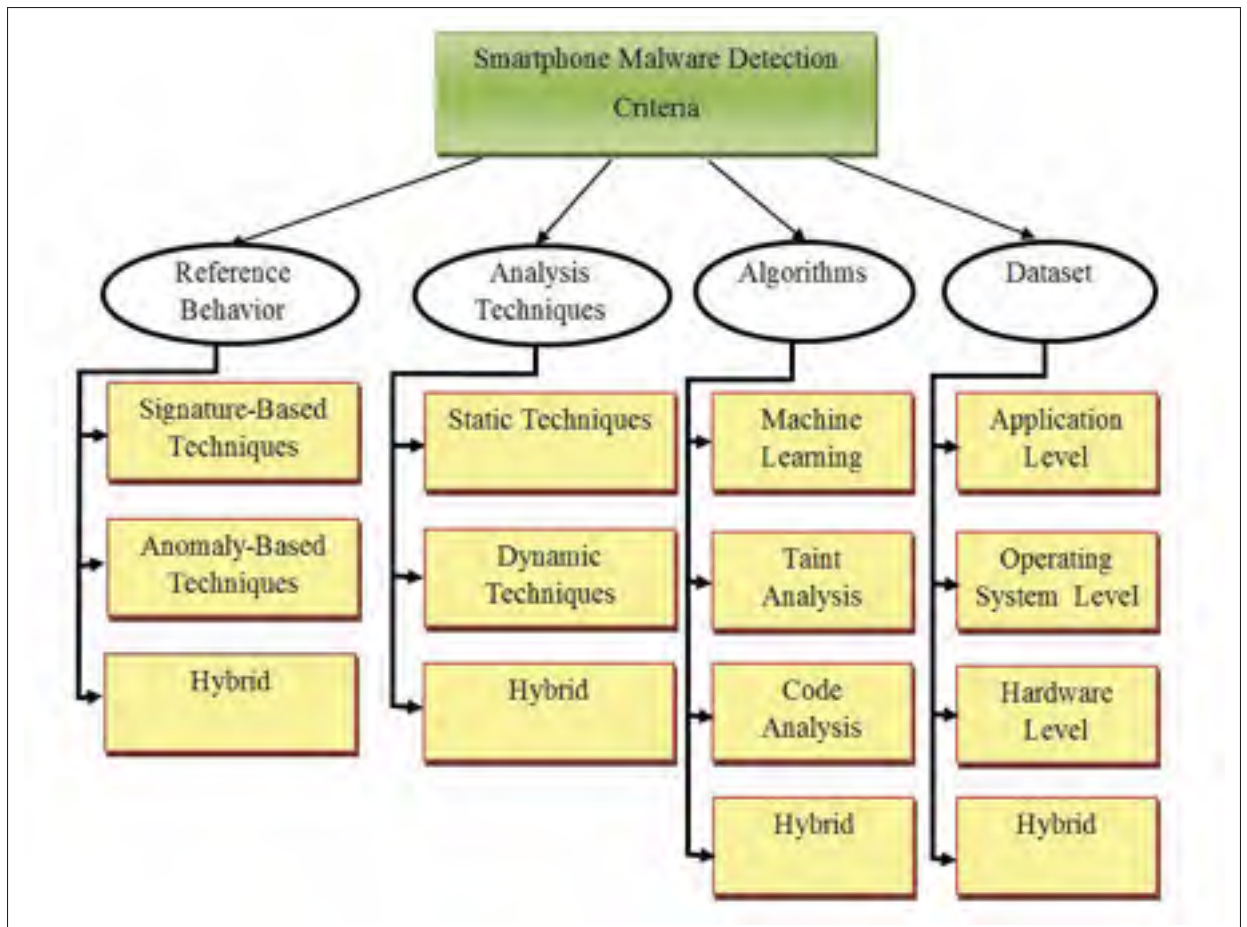 Smartphone Malware Detection
Criteria
Reference
Behavior
Analysis
Techniques
Algorithms
Dataset
Signature-Based
Techniques
Anomaly-Based
Techniques
Hybrid
Static Techniques
Dynamic
Techniques
Hybrid
Machine
Learning
Taint
Analysis
Code
Analysis
Hybrid
Application
Level
Operating
System Level
Hardware
Level
Hybrid